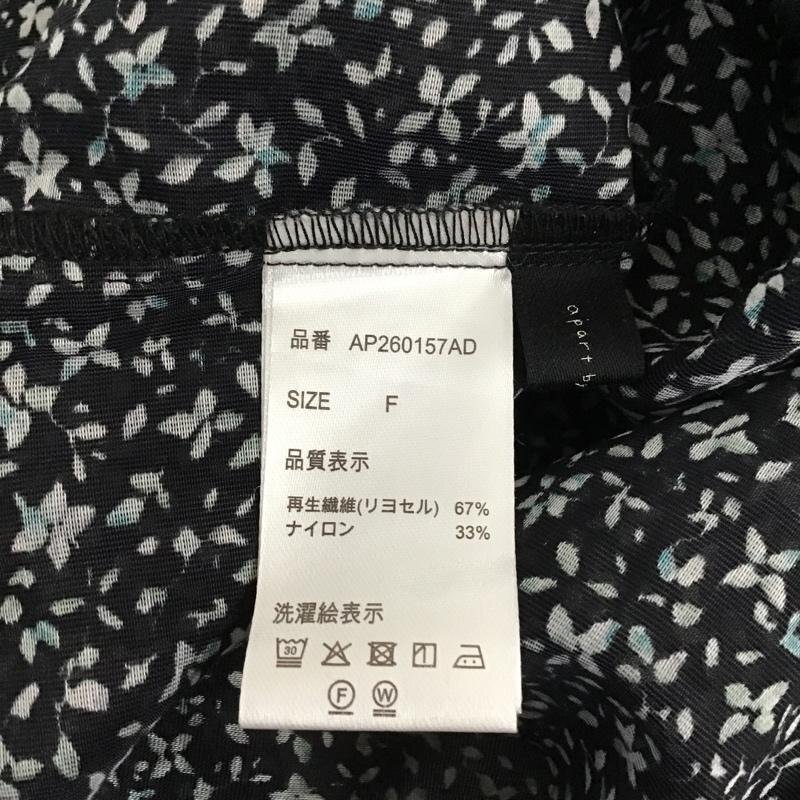 品番 AP260157AD
SIZE F
品質表示
再生繊維(リヨセル) 67%
ナイロン 33%
洗濯絵表示
30
F W
apart b